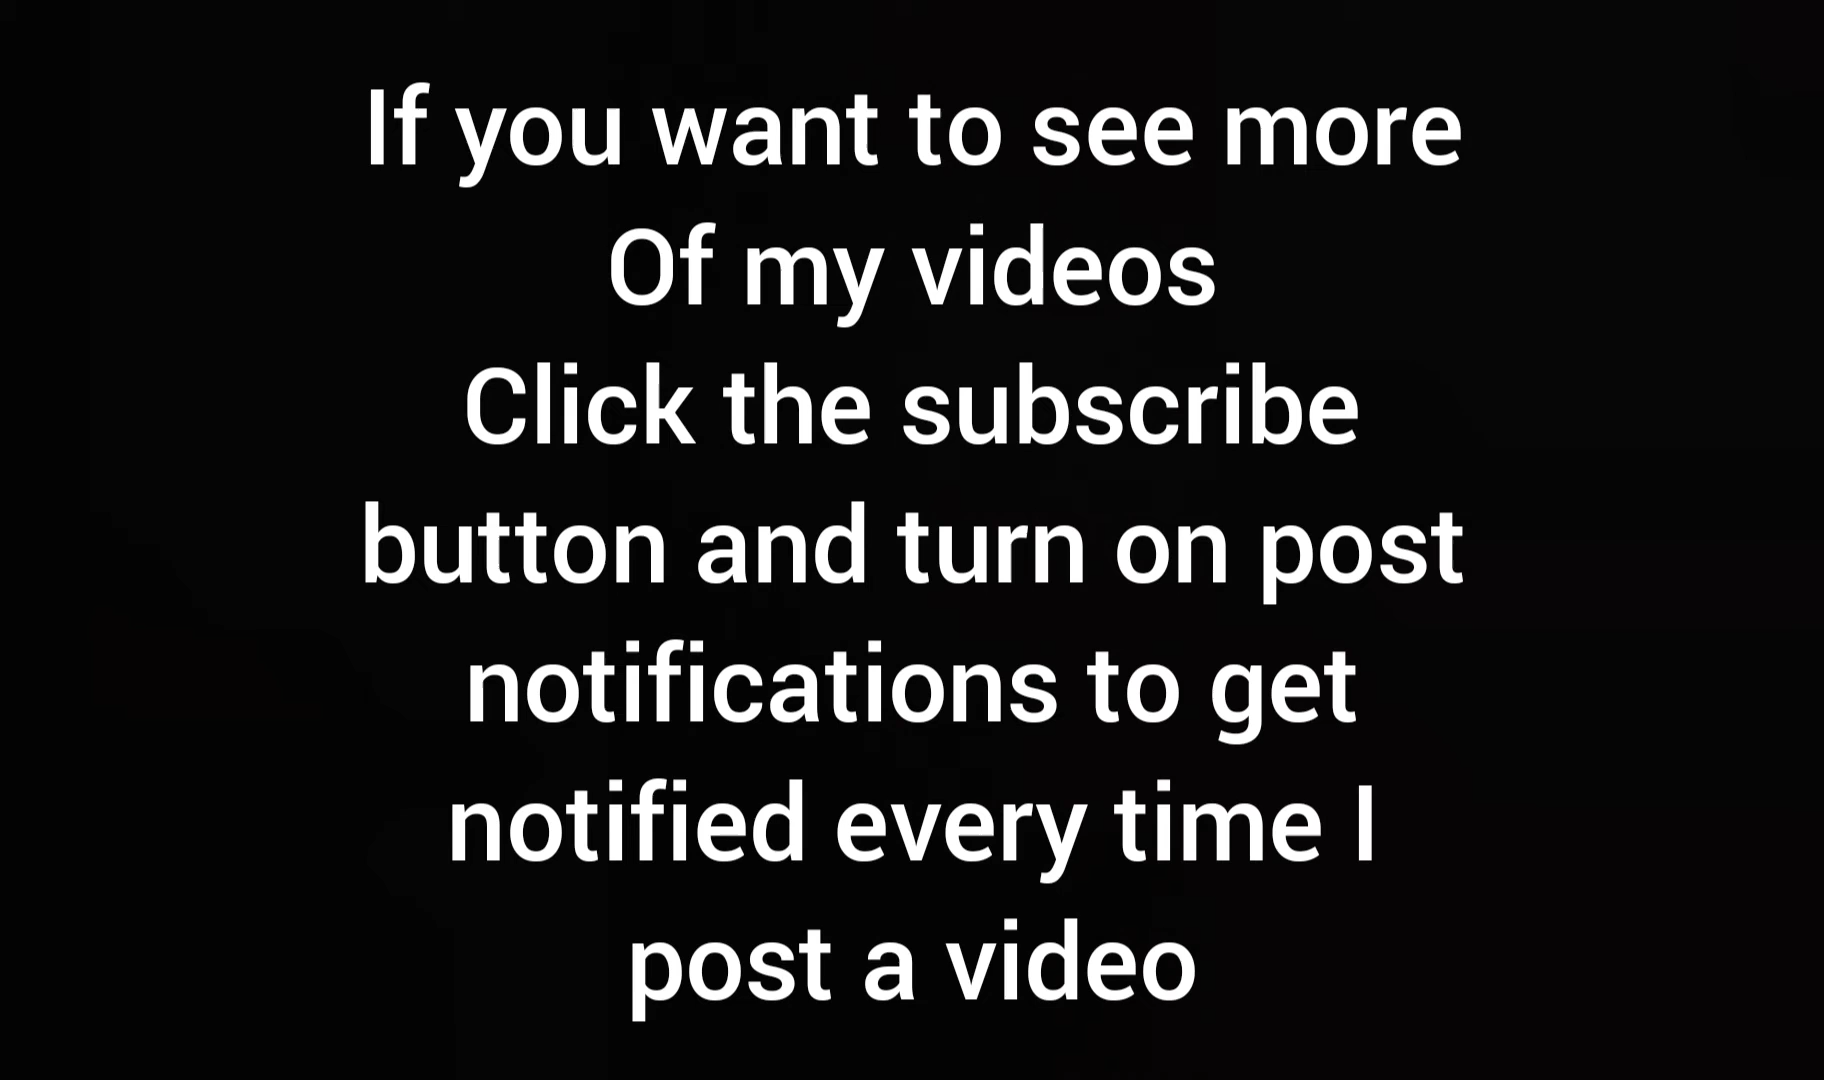 If you want to see more
Of my videos
Click the subscribe
button and turn on post
notifications to get
notified every time I
post a video